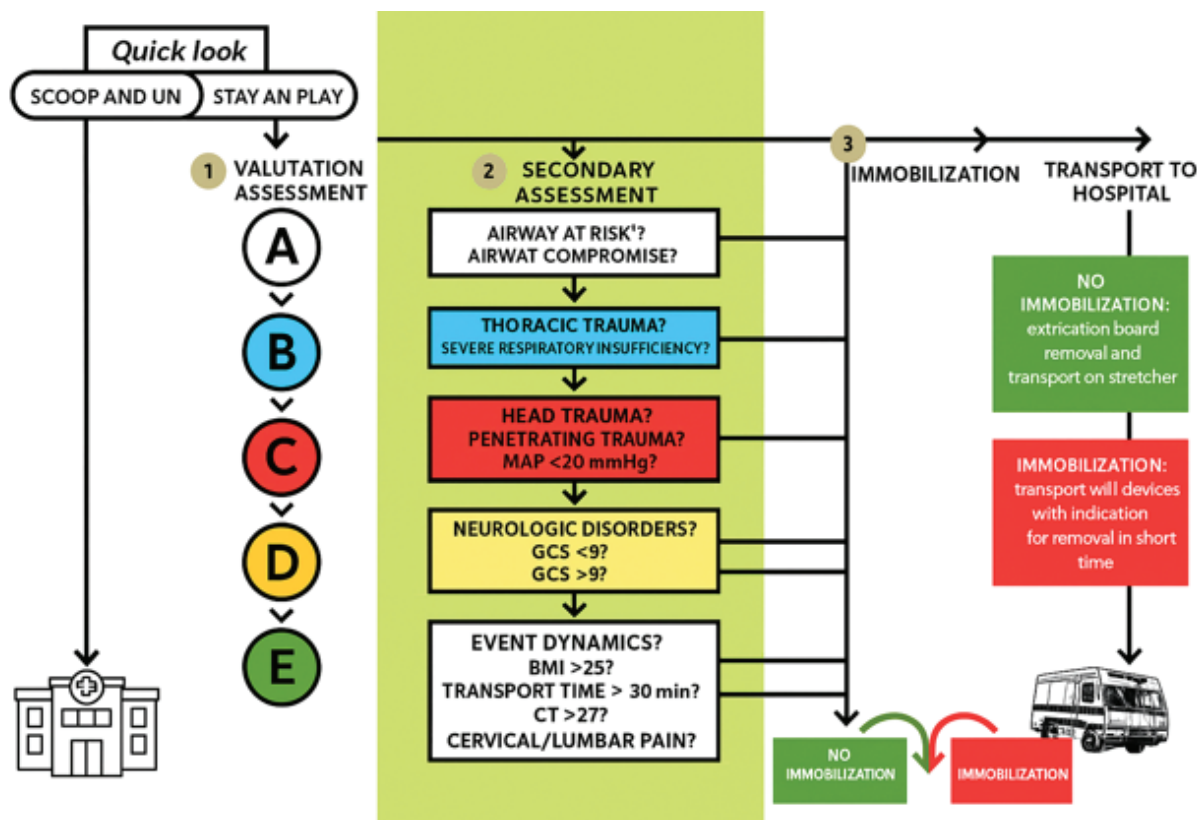 Quick look
SCOOP AND UN
STAY AN PLAY
1
VALUTATION
ASSESSMENT
A
B
C
D
E
2
SECONDARY
ASSESSMENT
AIRWAY AT RISK¹?
AIRWAT COMPROMISE?
THORACIC TRAUMA?
SEVERE RESPIRATORY INSUFFICIENCY?
HEAD TRAUMA?
PENETRATING TRAUMA?
MAP <20 mmHg?
NEUROLOGIC DISORDERS?
GCS <9?
GCS >9?
EVENT DYNAMICS?
BMI >25?
TRANSPORT TIME > 30 min?
CT >27?
CERVICAL/LUMBAR PAIN?
3
IMMOBILIZATION
NO
IMMOBILIZATION
IMMOBILIZATION
TRANSPORT TO
HOSPITAL
NO
IMMOBILIZATION:
extrication board
removal and
transport on stretcher
IMMOBILIZATION:
transport will devices
with indication
for removal in short
time